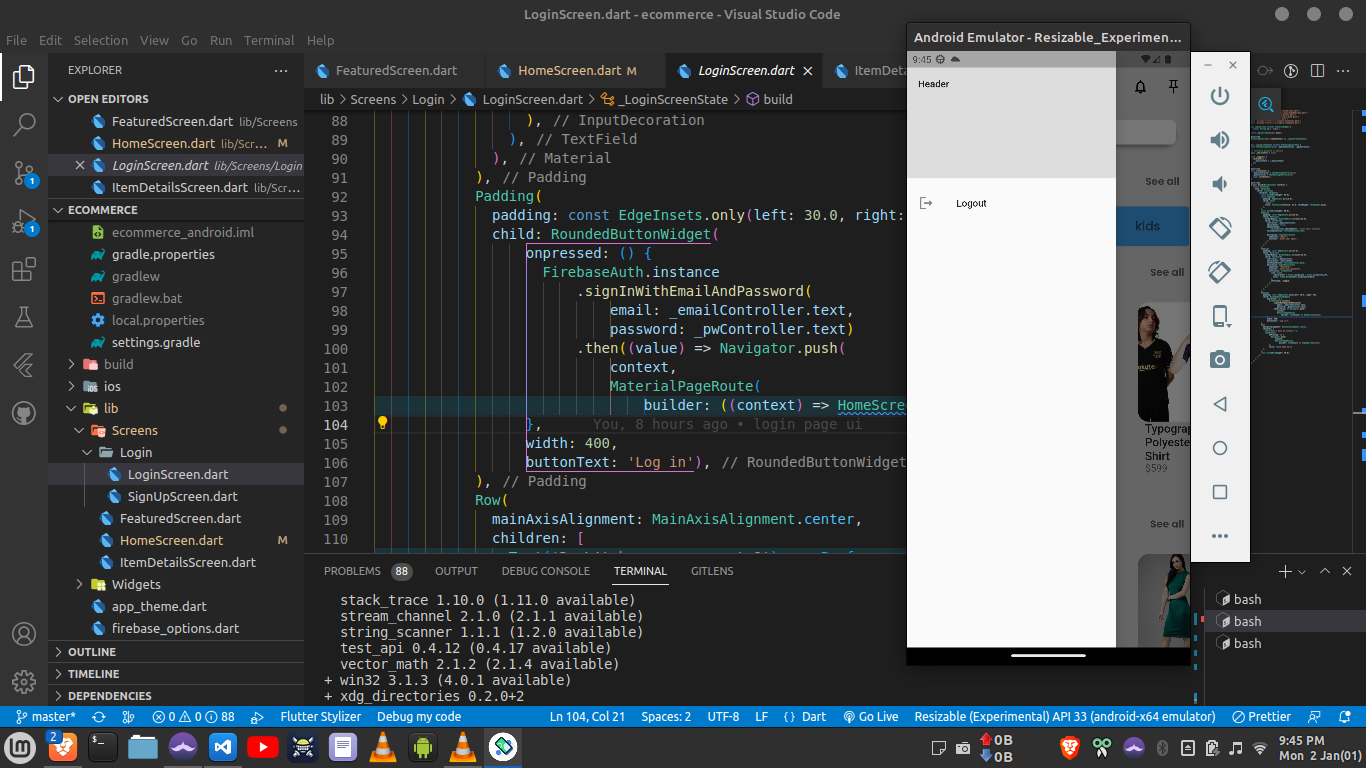 LoginScreen.dart - ecommerce - Visual Studio Code
File Edit Selection View Go Run Terminal Help
EXPLORER
OPEN EDITORS
FeaturedScreen.dart lib/Screens
HomeScreen.dart lib/Scr... M
LoginScreen.dart lib/Screens/Login
ItemDetailsScreen.dart lib/Scr...
ECOMMERCE
ecommerce_android.iml
gradle.properties
gradlew
gradlew.bat
local.properties
settings.gradle
build
ios
lib
Screens
Login
LoginScreen.dart
SignUpScreen.dart
FeaturedScreen.dart
HomeScreen.dart M
ItemDetailsScreen.dart
Widgets
app_theme.dart
firebase_options.dart
OUTLINE
TIMELINE
DEPENDENCIES
1
1
FeaturedScreen.dart HomeScreen.dart M LoginScreen.dart ItemDeta
lib > Screens > Login > LoginScreen.dart > _LoginScreenState > build
88 ), // InputDecoration
89 ), // TextField
90 ), // Material
91 ), // Padding
92 Padding(
93 padding: const EdgeInsets.only(left: 30.0, right:
94 child: RoundedButtonWidget(
95 onpressed: () {
96 FirebaseAuth.instance
97 .signInWithEmailAndPassword(
98 email: _emailController.text,
99 password: _pwController.text)
100 .then((value) => Navigator.push(
101 context,
102 MaterialPageRoute(
103 builder: ((context) => HomeScre
104 }, You, 8 hours ago • login page ui
105 width: 400,
106 buttonText: 'Log in'), // RoundedButtonWidget
107 ), // Padding
108 Row(
109 mainAxisAlignment: MainAxisAlignment.center,
110 children: [
PROBLEMS 88 OUTPUT DEBUG CONSOLE TERMINAL GITLENS
stack_trace 1.10.0 (1.11.0 available)
stream_channel 2.1.0 (2.1.1 available)
string_scanner 1.1.1 (1.2.0 available)
test_api 0.4.12 (0.4.17 available)
vector_math 2.1.2 (2.1.4 available)
+ win32 3.1.3 (4.0.1 available)
+ xdg_directories 0.2.0+2
bash
bash
bash
Android Emulator - Resizable_Experimen...
9:45
Header
Logout
See all
kids
See all
Typograp
Polyeste
Shirt
$599
See all
master* 0 0 88 Flutter Stylizer Debug my code Ln 104, Col 21 Spaces: 2 UTF-8 LF {} Dart Go Live Resizable (Experimental) API 33 (android-x64 emulator) Prettier
2
0B
0B
9:45 PM
Mon 2 Jan(01)